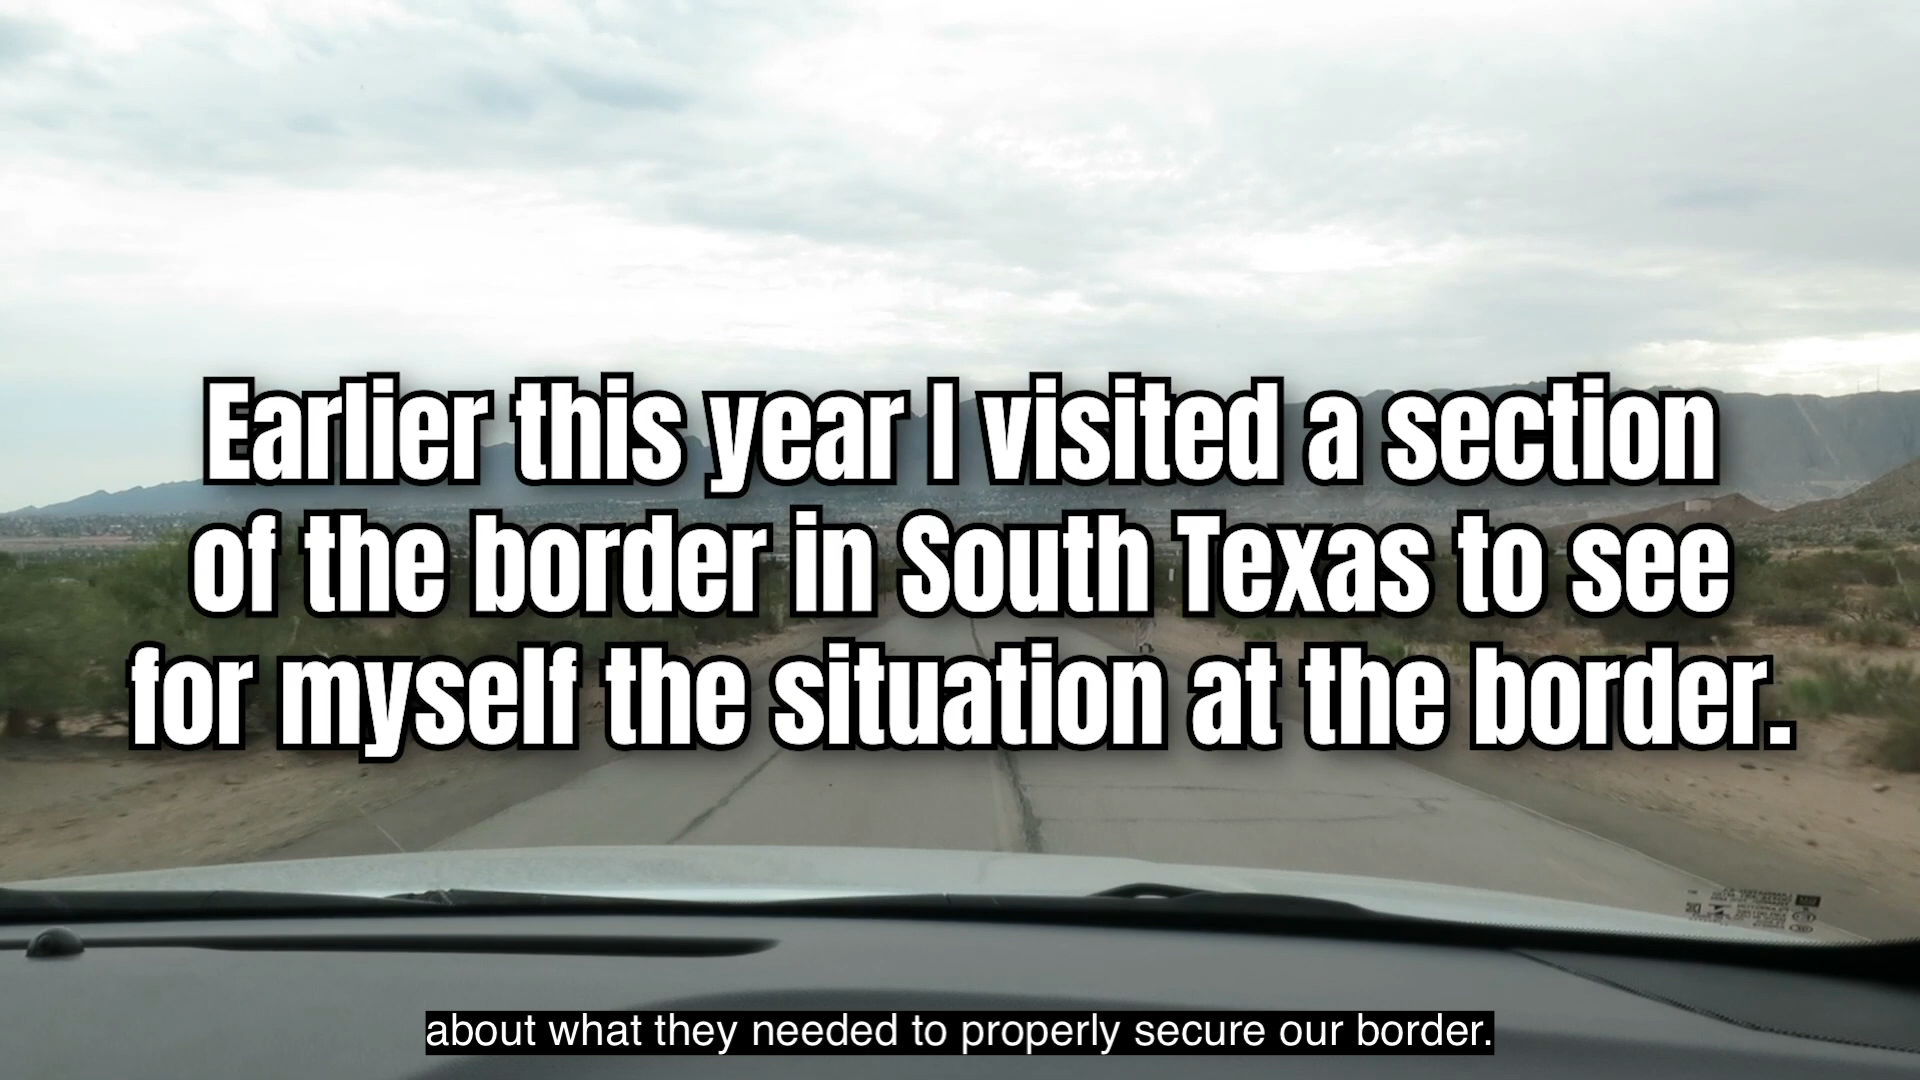 Earlier this year I visited a section
of the border in South Texas to see
for myself the situation at the border.
about what they needed to properly secure our border.